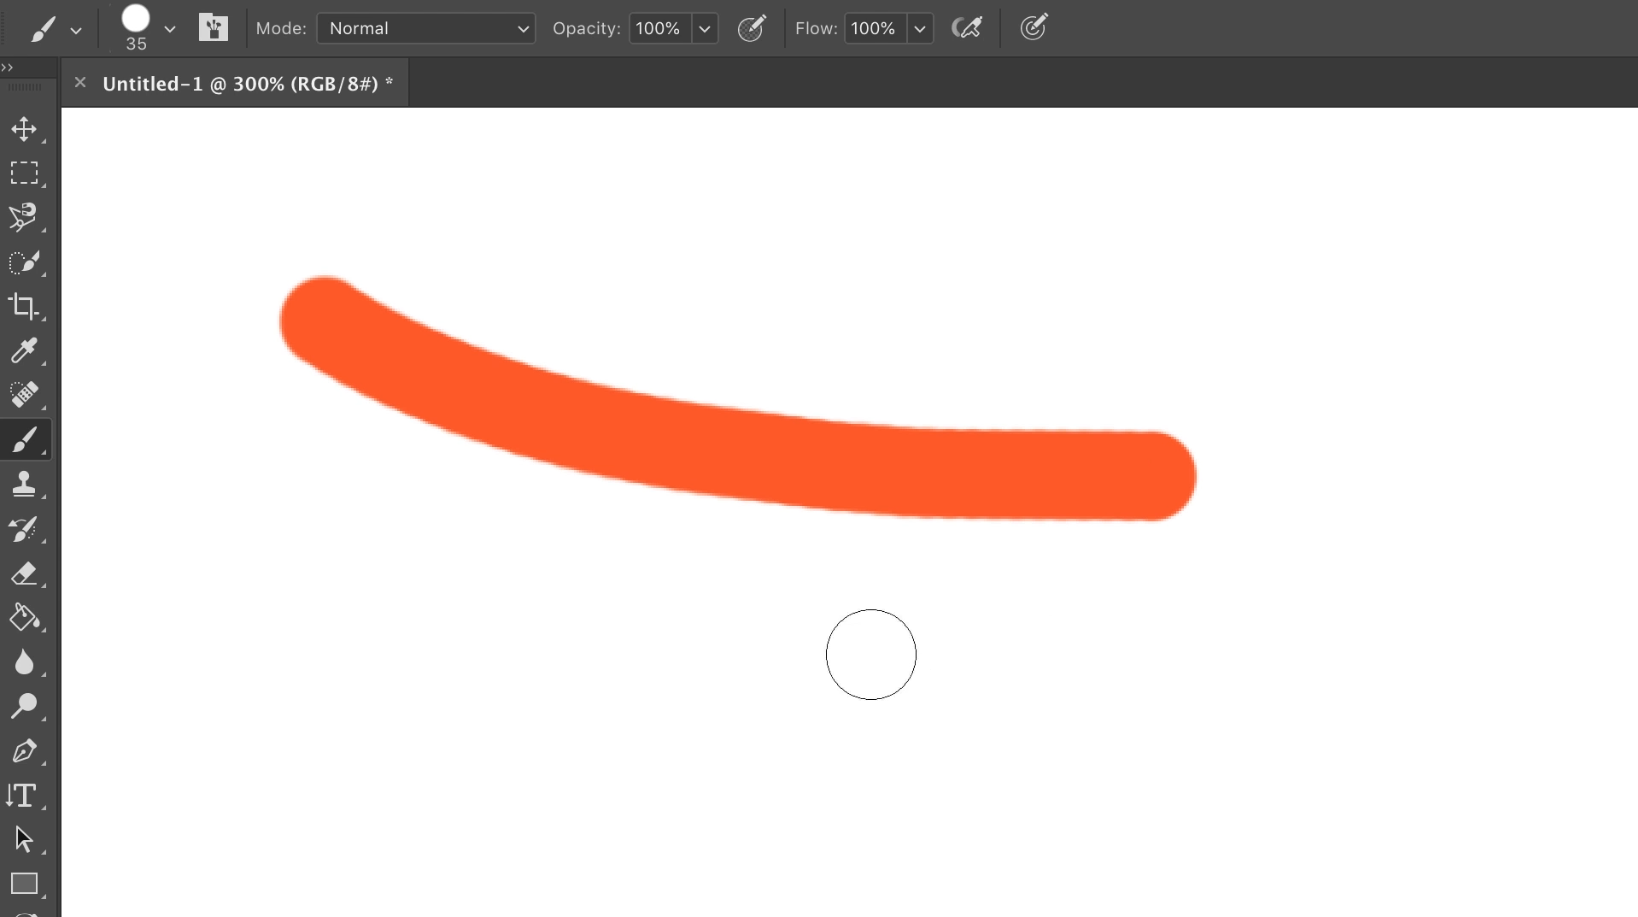 35
Mode: Normal Opacity: 100% Flow: 100%
Untitled-1 @ 300% (RGB/8#) *